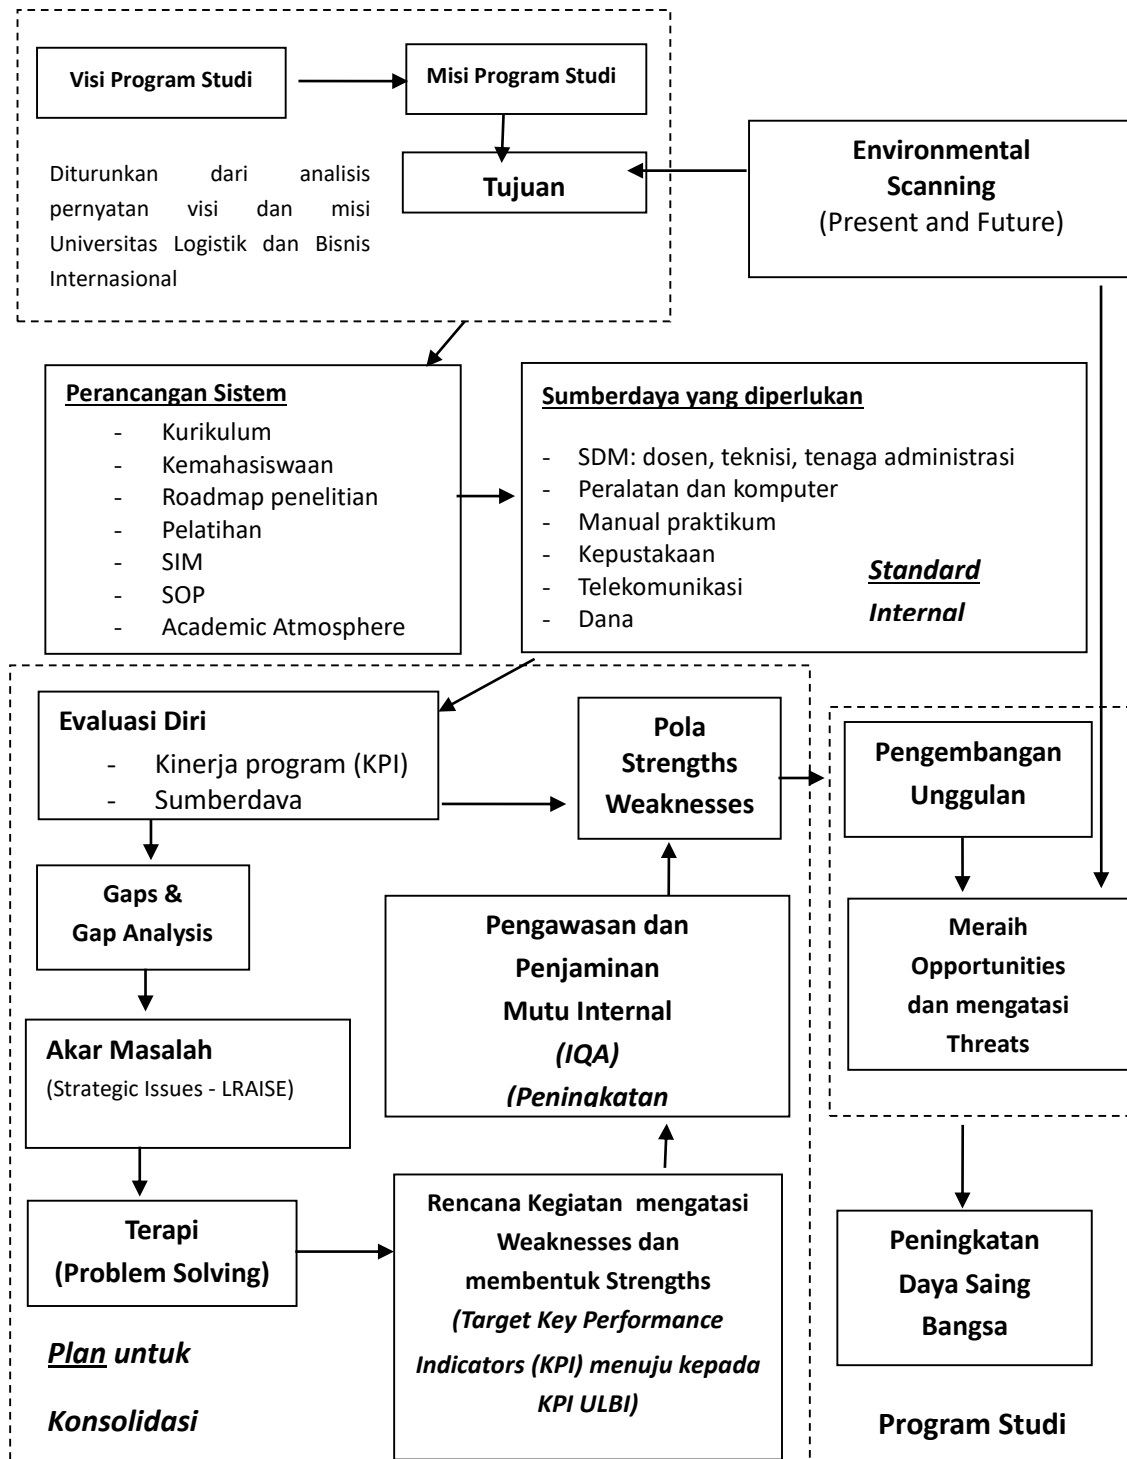 Visi Program Studi
Misi Program Studi
Diturunkan dari analisis
pernyatan visi dan misi
Universitas Logistik dan Bisnis
Internasional
Tujuan
Environmental
Scanning
(Present and Future)
Perancangan Sistem
- Kurikulum
- Kemahasiswaan
- Roadmap penelitian
- Pelatihan
- SIM
- SOP
- Academic Atmosphere
Sumberdaya yang diperlukan
- SDM: dosen, teknisi, tenaga administrasi
- Peralatan dan komputer
- Manual praktikum
- Kepustakaan
- Telekomunikasi
- Dana
Standard
Internal
Evaluasi Diri
- Kinerja program (KPI)
- Sumberdaya
Pola
Strengths
Weaknesses
Pengembangan
Unggulan
Gaps &
Gap Analysis
Pengawasan dan
Penjaminan
Mutu Internal
(IQA)
(Peningkatan
Meraih
Opportunities
dan mengatasi
Threats
Akar Masalah
(Strategic Issues - LRAISE)
Terapi
(Problem Solving)
Rencana Kegiatan mengatasi
Weaknesses dan
membentuk Strengths
(Target Key Performance
Indicators (KPI) menuju kepada
KPI ULBI)
Peningkatan
Daya Saing
Bangsa
Plan untuk
Konsolidasi
Program Studi